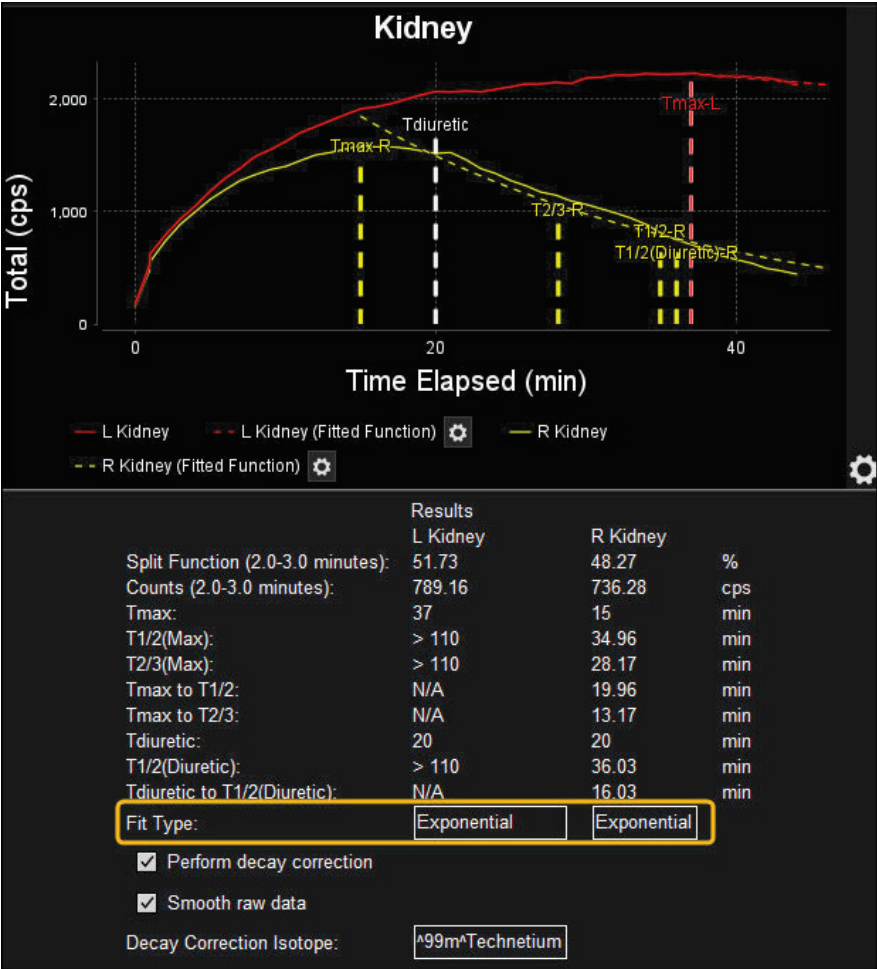 Kidney
Total (cps)
2,000
1,000
0
Tmax-L
Tdiuretic
Tmax-R
T2/3-R
T1/2-R
T1/2(Diuretic)-R
0 20 40
Time Elapsed (min)
L Kidney L Kidney (Fitted Function) R Kidney
R Kidney (Fitted Function)
Results
L Kidney R Kidney
Split Function (2.0-3.0 minutes): 51.73 48.27 %
Counts (2.0-3.0 minutes): 789.16 736.28 cps
Tmax: 37 15 min
T1/2(Max): > 110 34.96 min
T2/3(Max): > 110 28.17 min
Tmax to T1/2: N/A 19.96 min
Tmax to T2/3: N/A 13.17 min
Tdiuretic: 20 20 min
T1/2(Diuretic): > 110 36.03 min
Tdiuretic to T1/2(Diuretic): N/A 16.03 min
Fit Type: Exponential Exponential
Perform decay correction
Smooth raw data
Decay Correction Isotope: ^99m^Technetium